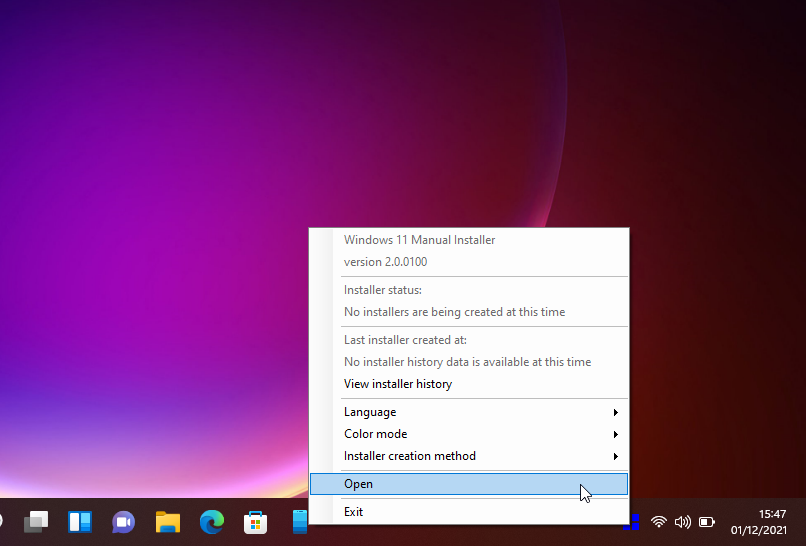 Windows 11 Manual Installer
version 2.0.0100
Installer status:
No installers are being created at this time
Last installer created at:
No installer history data is available at this time
View installer history
Language
Color mode
Installer creation method
Open
Exit
15:47
01/12/2021